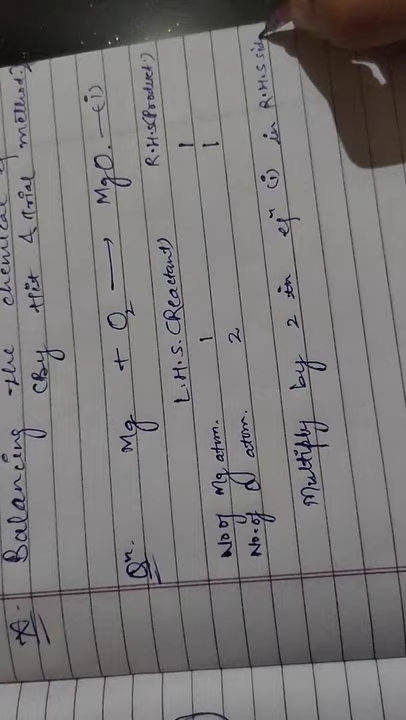 A. Balancing the chemical
(By Hit & Trial method.)
Qn. Mg + O2 ⟶ MgO. —(i)
L.H.S.(Reactant) R.H.S(Product)
No of Mg atom. 1 1
No. of O atom. 2 1
Multiply by 2 in eqn (i) in R.H.S sid